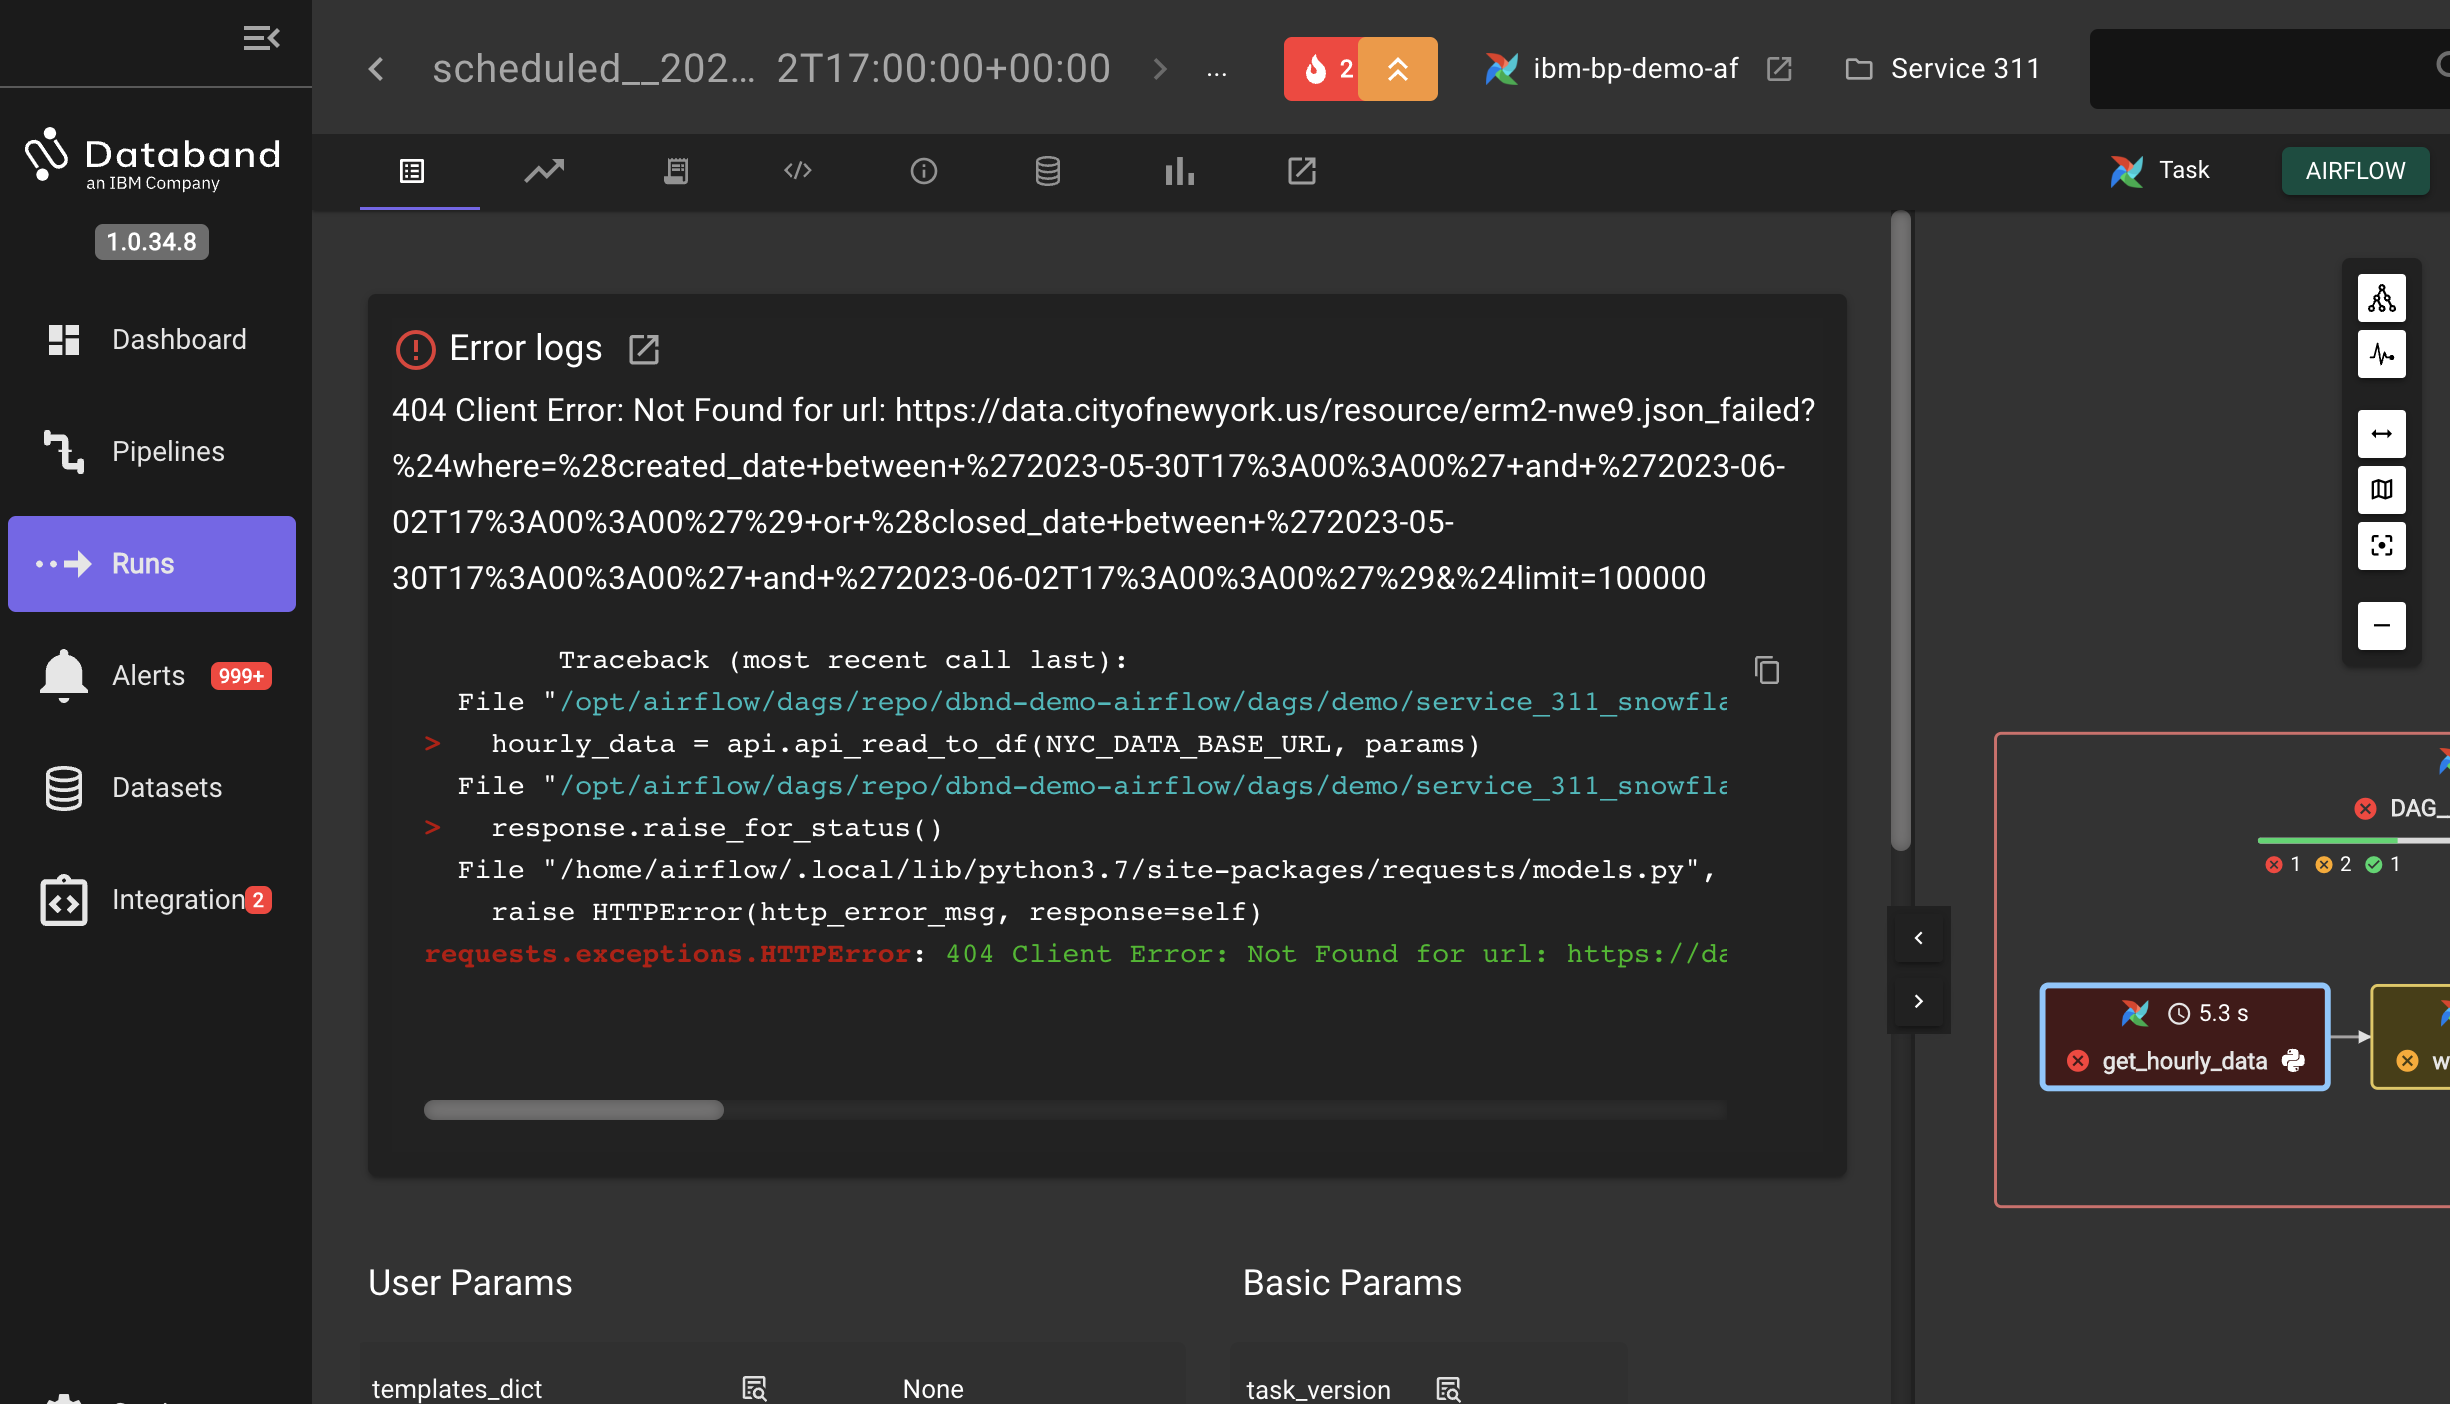 scheduled__202… 2T17:00:00+00:00
...
2
ibm-bp-demo-af
Service 311
Databand
an IBM Company
1.0.34.8
Task
AIRFLOW
Dashboard
Pipelines
Runs
Alerts 999+
Datasets
Integration 2
Error logs
404 Client Error: Not Found for url: https://data.cityofnewyork.us/resource/erm2-nwe9.json_failed?
%24where=%28created_date+between+%272023-05-30T17%3A00%3A00%27+and+%272023-06-
02T17%3A00%3A00%27%29+or+%28closed_date+between+%272023-05-
30T17%3A00%3A00%27+and+%272023-06-02T17%3A00%3A00%27%29&%24limit=100000
Traceback (most recent call last):
File "/opt/airflow/dags/repo/dbnd-demo-airflow/dags/demo/service_311_snowfla
> hourly_data = api.api_read_to_df(NYC_DATA_BASE_URL, params)
File "/opt/airflow/dags/repo/dbnd-demo-airflow/dags/demo/service_311_snowfla
> response.raise_for_status()
File "/home/airflow/.local/lib/python3.7/site-packages/requests/models.py",
raise HTTPError(http_error_msg, response=self)
requests.exceptions.HTTPError: 404 Client Error: Not Found for url: https://da
DAG_
1 2 1
5.3 s
get_hourly_data
w
User Params
Basic Params
templates_dict None
task_version